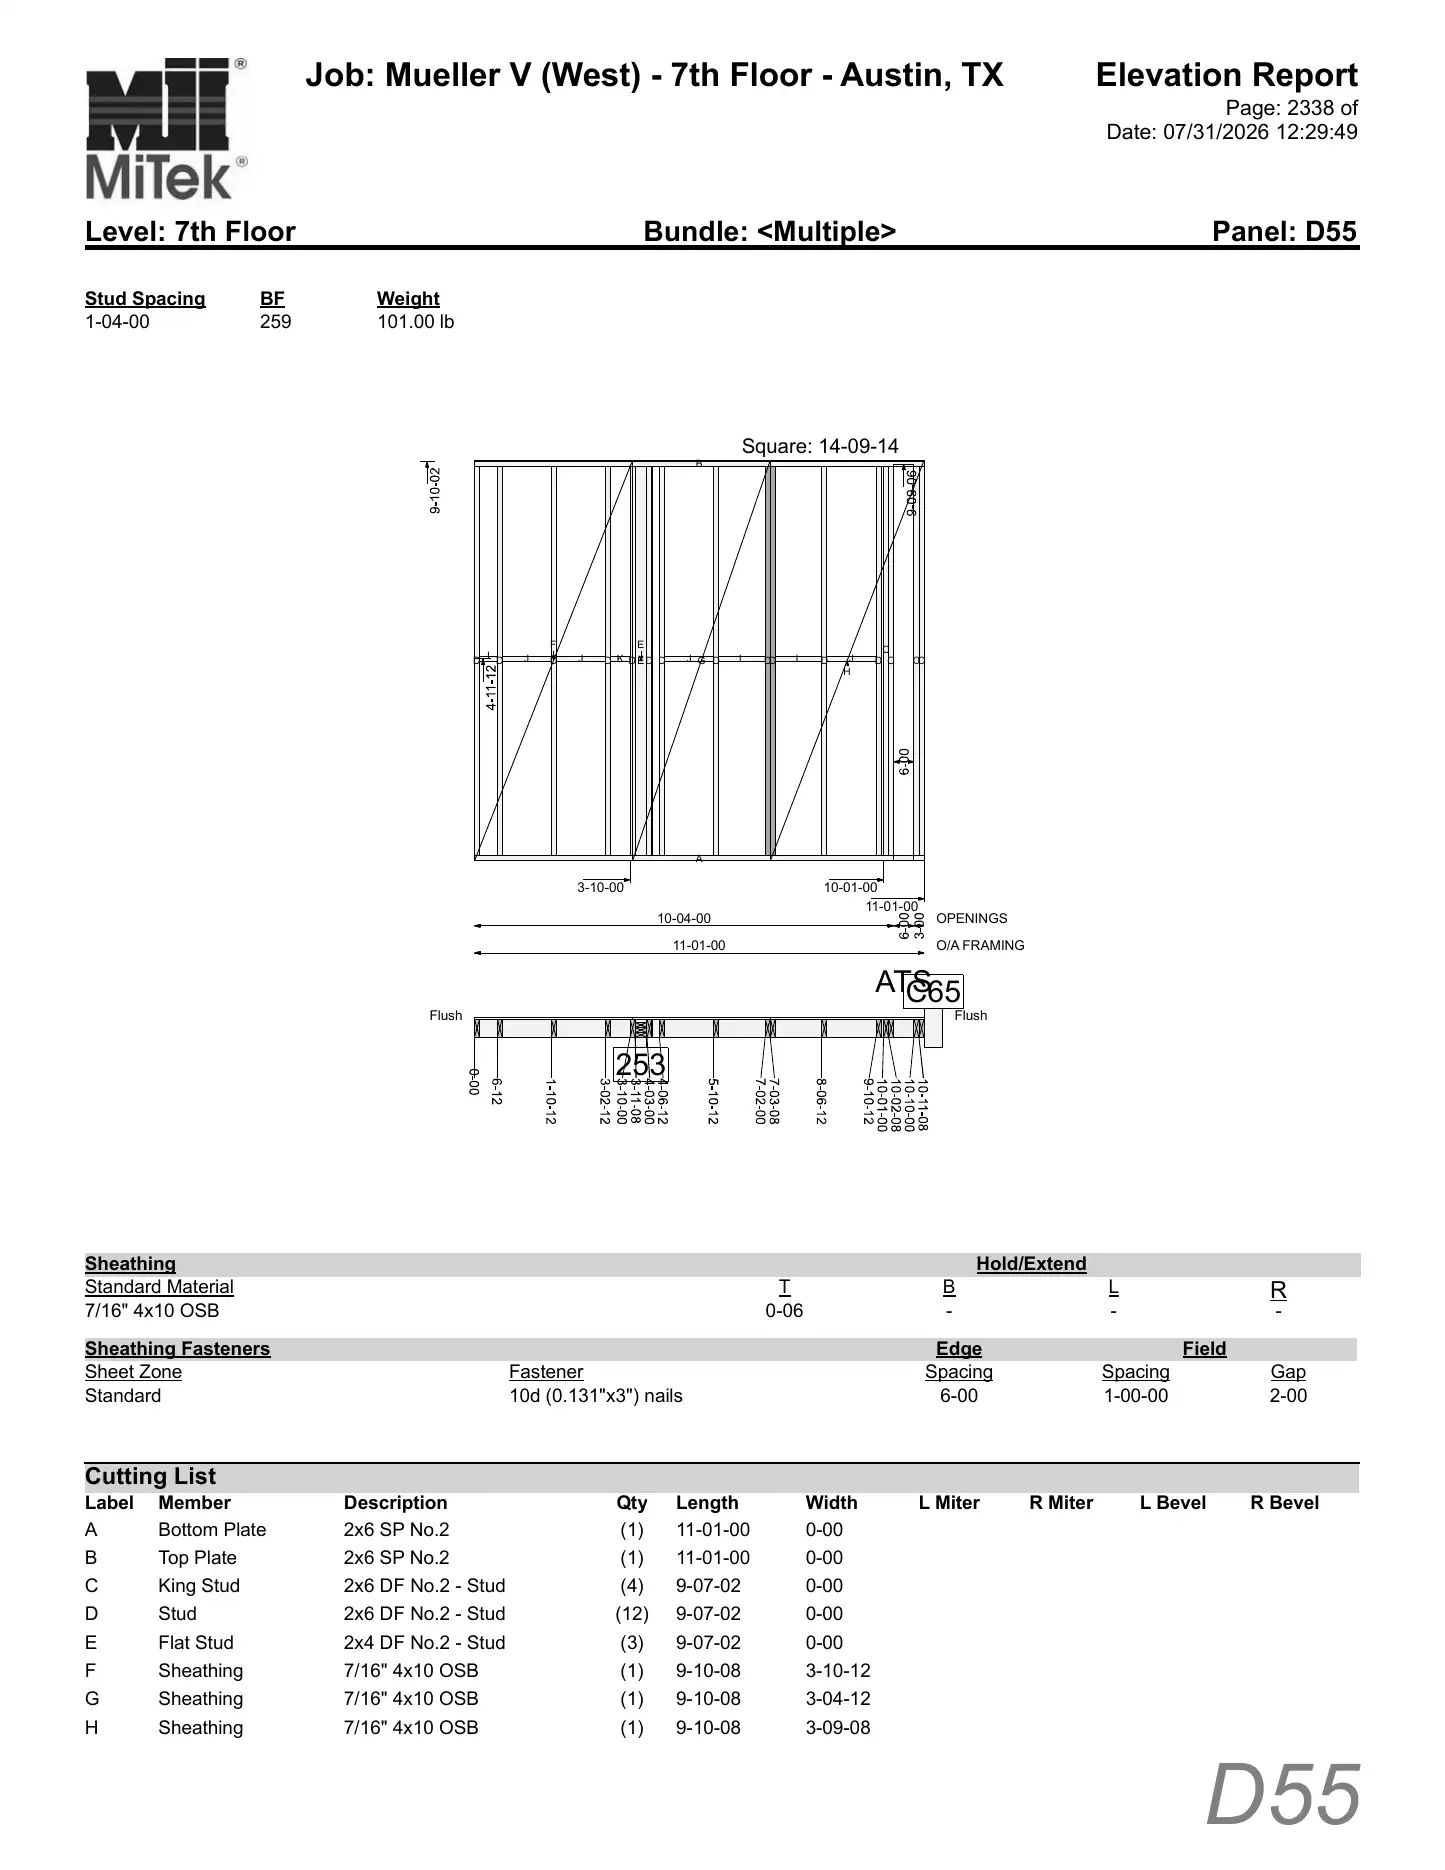 Job: Mueller V (West) - 7th Floor - Austin, TX
Elevation Report
Page: 2338 of
Date: 07/31/2026 12:29:49
MiTek®
Level: 7th Floor Bundle: <Multiple> Panel: D55
Stud Spacing BF Weight
1-04-00 259 101.00 lb
Square: 14-09-14
B
9-10-02
9-09-06
F E
J J K E J G I I I C
H
4-11-12
6-00
A
3-10-00 10-01-00
11-01-00
10-04-00 6-00 3-00 OPENINGS
11-01-00 O/A FRAMING
ATS
C65
Flush Flush
253
0-00 6-12 1-10-12 3-02-12 3-10-00 3-11-08 4-03-00 4-06-12 5-10-12 7-02-00 7-03-08 8-06-12 9-10-12 10-01-00 10-02-08 10-10-00 10-11-08
Sheathing Hold/Extend
Standard Material T B L R
7/16" 4x10 OSB 0-06 - - -
Sheathing Fasteners Edge Field
Sheet Zone Fastener Spacing Spacing Gap
Standard 10d (0.131"x3") nails 6-00 1-00-00 2-00
Cutting List
Label Member Description Qty Length Width L Miter R Miter L Bevel R Bevel
A Bottom Plate 2x6 SP No.2 (1) 11-01-00 0-00
B Top Plate 2x6 SP No.2 (1) 11-01-00 0-00
C King Stud 2x6 DF No.2 - Stud (4) 9-07-02 0-00
D Stud 2x6 DF No.2 - Stud (12) 9-07-02 0-00
E Flat Stud 2x4 DF No.2 - Stud (3) 9-07-02 0-00
F Sheathing 7/16" 4x10 OSB (1) 9-10-08 3-10-12
G Sheathing 7/16" 4x10 OSB (1) 9-10-08 3-04-12
H Sheathing 7/16" 4x10 OSB (1) 9-10-08 3-09-08
D55